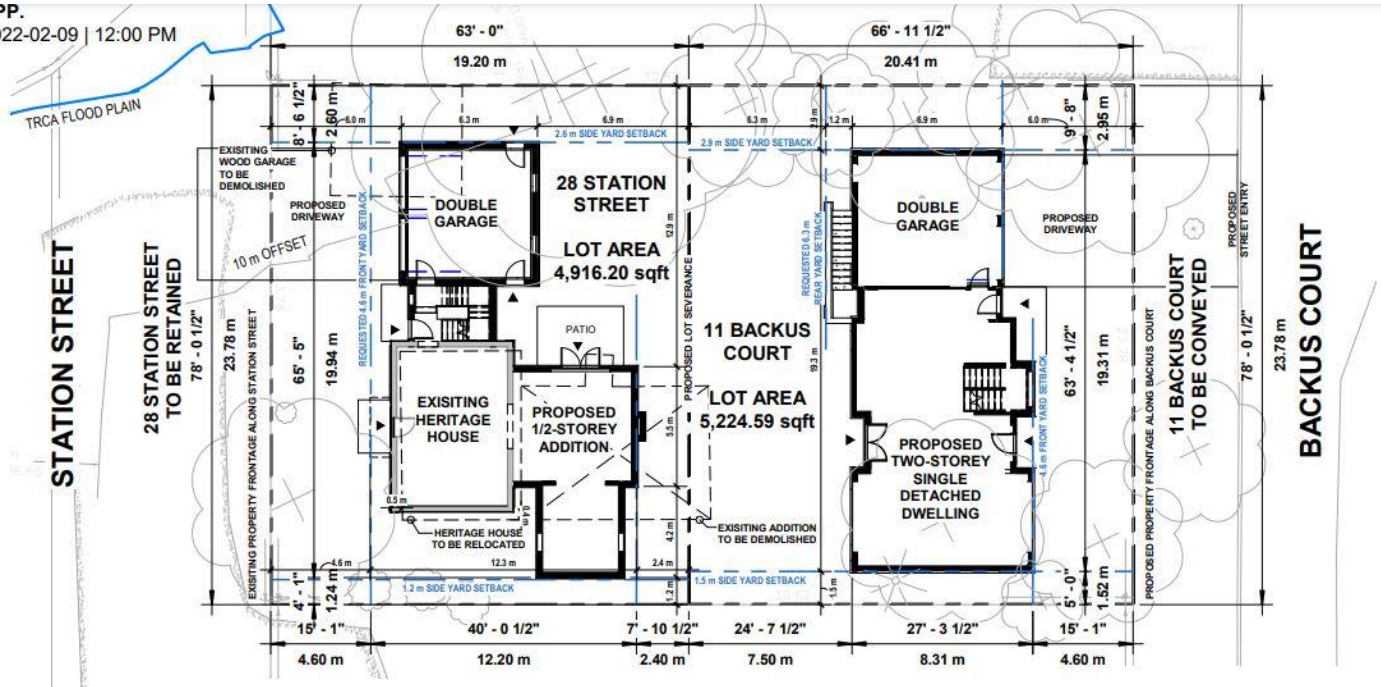 PP.
022-02-09 | 12:00 PM
TRCA FLOOD PLAIN
63' - 0"
19.20 m
66' - 11 1/2"
20.41 m
8' - 6 1/2"
2.60 m
6.0 m
6.3 m
6.9 m
2.6 m SIDE YARD SETBACK
6.3 m
2.9 m
1.2 m
6.9 m
6.0 m
2.9 m SIDE YARD SETBACK
9' - 8"
2.95 m
EXISITING
WOOD GARAGE
TO BE
DEMOLISHED
PROPOSED
DRIVEWAY
10 m OFFSET
DOUBLE
GARAGE
28 STATION
STREET
LOT AREA
4,916.20 sqft
12.9 m
PROPOSED LOT SEVERANCE
REQUESTED 6.3 m
REAR YARD SETBACK
DOUBLE
GARAGE
PROPOSED
DRIVEWAY
PROPOSED
STREET ENTRY
STATION STREET
28 STATION STREET
TO BE RETAINED
78' - 0 1/2"
23.78 m
EXISITING PROPERTY FRONTAGE ALONG STATION STREET
65' - 5"
19.94 m
REQUESTED 4.6 m FRONT YARD SETBACK
PATIO
11 BACKUS
COURT
LOT AREA
5,224.59 sqft
19.3 m
EXISITING
HERITAGE
HOUSE
PROPOSED
1/2-STOREY
ADDITION
5.5 m
PROPOSED
TWO-STOREY
SINGLE
DETACHED
DWELLING
4.6 m FRONT YARD SETBACK
63' - 4 1/2"
19.31 m
PROPOSED PROPERTY FRONTAGE ALONG BACKUS COURT
11 BACKUS COURT
TO BE CONVEYED
78' - 0 1/2"
23.78 m
BACKUS COURT
0.5 m
0.4 m
HERITAGE HOUSE
TO BE RELOCATED
4.2 m
EXISITING ADDITION
TO BE DEMOLISHED
4.6 m
12.3 m
2.4 m
1.2 m SIDE YARD SETBACK
1.2 m
1.5 m SIDE YARD SETBACK
1.5 m
4' - 1"
1.24 m
5' - 0"
1.52 m
15' - 1"
40' - 0 1/2"
7' - 10 1/2"
24' - 7 1/2"
27' - 3 1/2"
15' - 1"
4.60 m
12.20 m
2.40 m
7.50 m
8.31 m
4.60 m